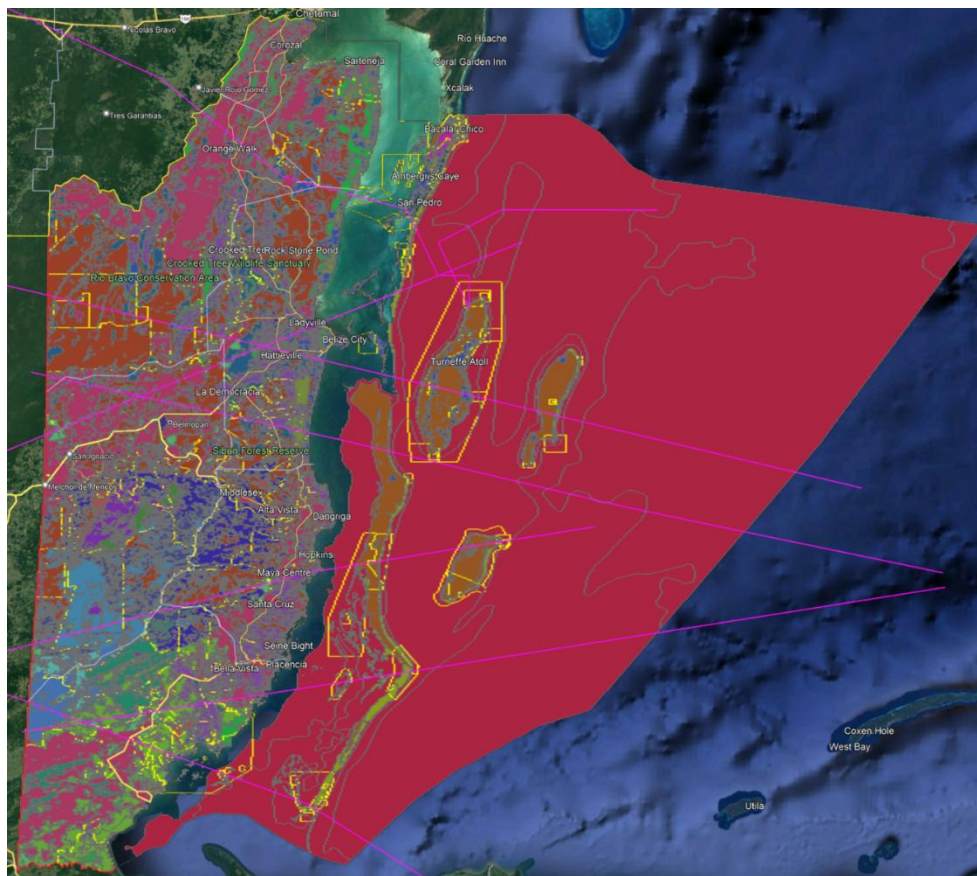 Chetumal
Nicolas Bravo
Rio Huache
Corozal
Sarteneja
Coral Garden Inn
Javier Rojo Gomez
Xcalak
Tres Garantias
Bacalar Chico
Orange Walk
Ambergris Caye
San Pedro
Crooked Tree
Rock Stone Pond
Crooked Tree Wildlife Sanctuary
Rio Bravo Conservation Area
Ladyville
Belize City
Hattieville
Turneffe Atoll
La Democracia
C
Belmopan
San Ignacio
Sibun Forest Reserve
Melchor de Mencos
Middlesex
Alta Vista
Dangriga
Hopkins
Maya Centre
Santa Cruz
Seine Bight
Placencia
Bella Vista
Coxen Hole
West Bay
Utila